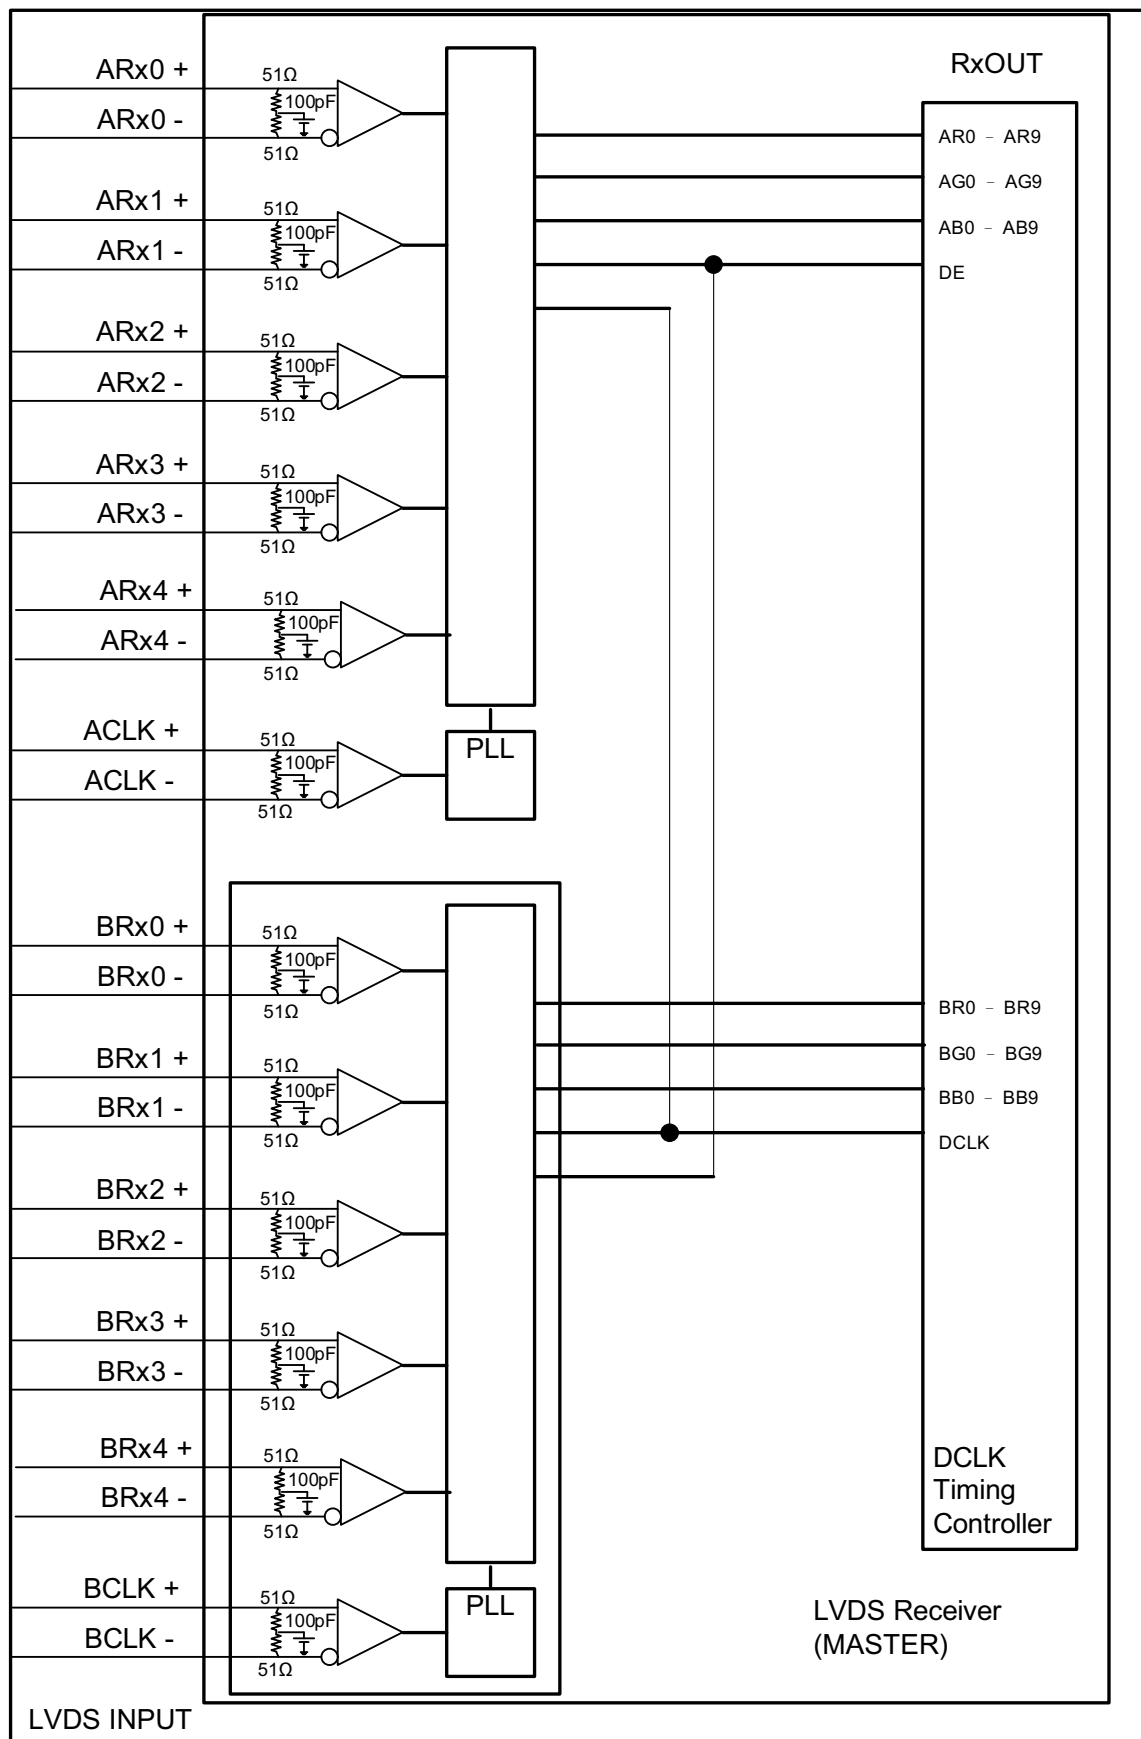 RxOUT
ARx0 +
51Ω
100pF
ARx0 -
51Ω
AR0 - AR9
AG0 - AG9
ARx1 +
51Ω
100pF
ARx1 -
51Ω
AB0 - AB9
DE
ARx2 +
51Ω
100pF
ARx2 -
51Ω
ARx3 +
51Ω
100pF
ARx3 -
51Ω
ARx4 +
51Ω
100pF
ARx4 -
51Ω
ACLK +
51Ω
PLL
100pF
ACLK -
51Ω
BRx0 +
51Ω
100pF
BRx0 -
51Ω
BR0 - BR9
BG0 - BG9
BRx1 +
51Ω
100pF
BRx1 -
51Ω
BB0 - BB9
DCLK
BRx2 +
51Ω
100pF
BRx2 -
51Ω
BRx3 +
51Ω
100pF
BRx3 -
51Ω
BRx4 +
51Ω
100pF
BRx4 -
51Ω
DCLK
Timing
Controller
BCLK +
51Ω
PLL
100pF
BCLK -
51Ω
LVDS Receiver
(MASTER)
LVDS INPUT